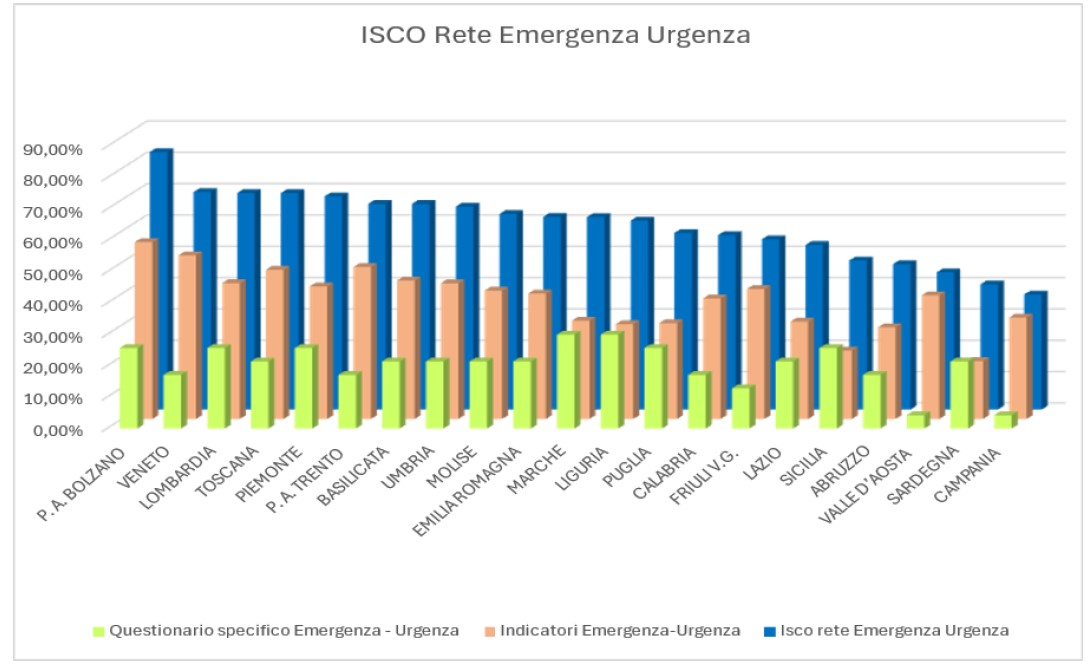 ISCO Rete Emergenza Urgenza
90,00%
80,00%
70,00%
60,00%
50,00%
40,00%
30,00%
20,00%
10,00%
0,00%
P. A. BOLZANO
VENETO
LOMBARDIA
TOSCANA
PIEMONTE
P. A. TRENTO
BASILICATA
UMBRIA
MOLISE
EMILIA ROMAGNA
MARCHE
LIGURIA
PUGLIA
CALABRIA
FRIULI V.G.
LAZIO
SICILIA
ABRUZZO
VALLE D'AOSTA
SARDEGNA
CAMPANIA
Questionario specifico Emergenza - Urgenza
Indicatori Emergenza-Urgenza
Isco rete Emergenza Urgenza